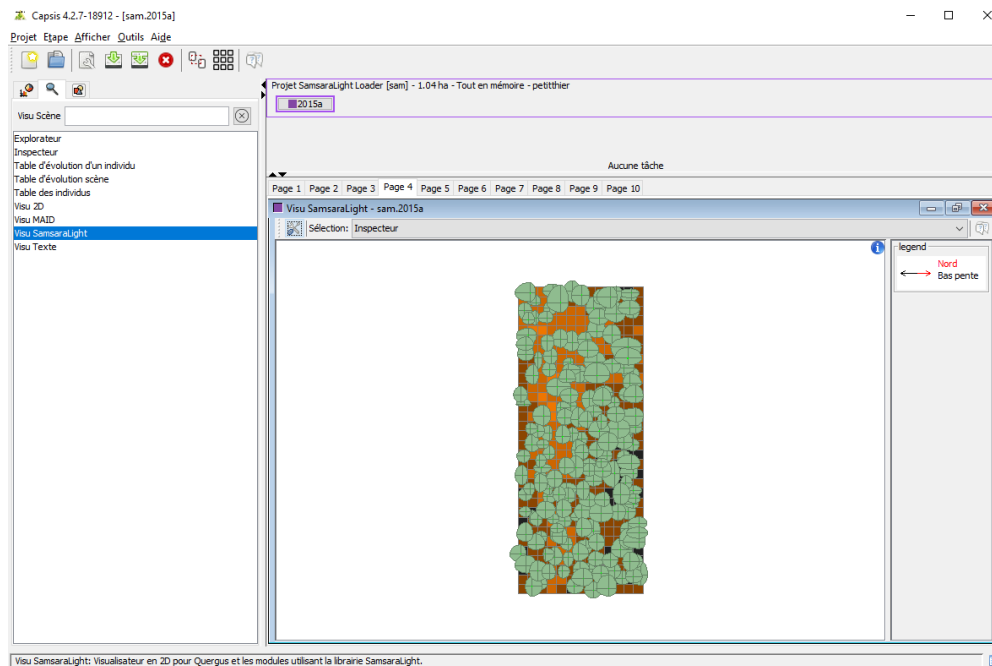 Capsis 4.2.7-18912 - [sam.2015a]
Projet Etape Afficher Outils Aide
Projet SamsaraLight Loader [sam] - 1.04 ha - Tout en mémoire - petitthier
2015a
Visu Scène
Explorateur
Inspecteur
Table d'évolution d'un individu
Table d'évolution scène
Table des individus
Visu 2D
Visu MAID
Visu SamsaraLight
Visu Texte
Aucune tâche
Page 1 Page 2 Page 3 Page 4 Page 5 Page 6 Page 7 Page 8 Page 9 Page 10
Visu SamsaraLight - sam.2015a
Sélection: Inspecteur
legend
Nord
Bas pente
Visu SamsaraLight: Visualisateur en 2D pour Quergus et les modules utilisant la librairie SamsaraLight.